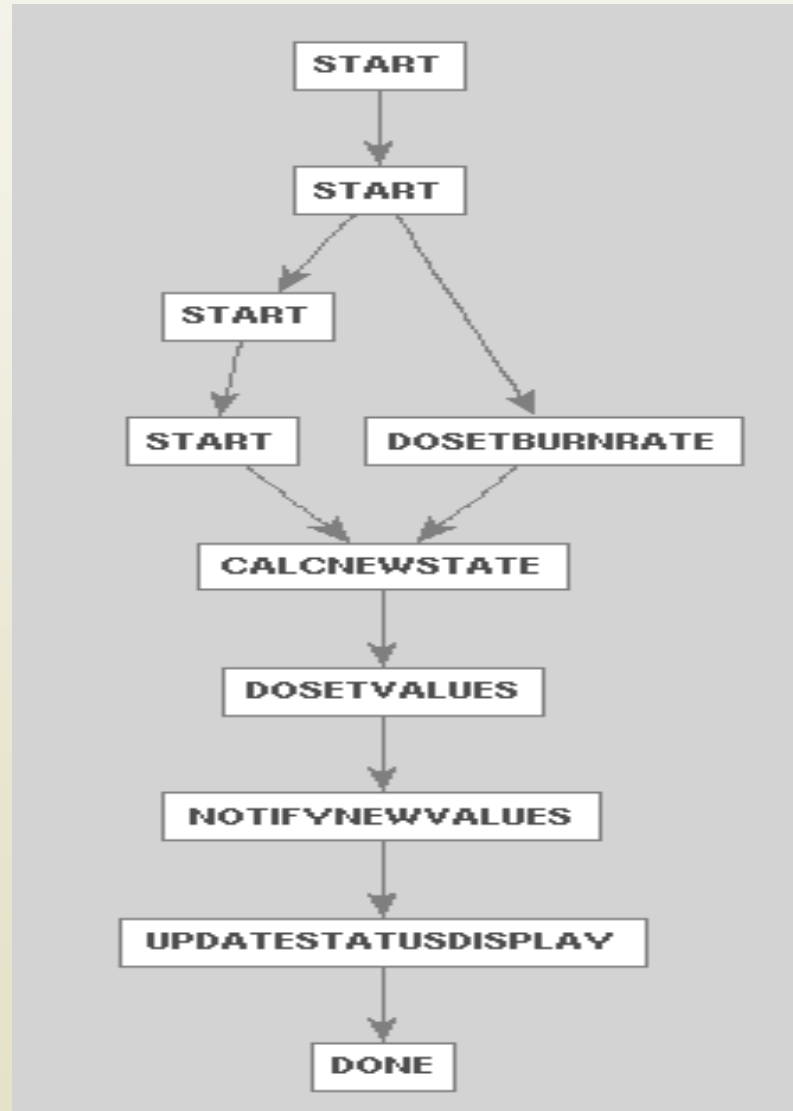 START
START
START
START
DOSETBURNRATE
CALCNEWSTATE
DOSETVALUES
NOTIFYNEWVALUES
UPDATESTATUSDISPLAY
DONE